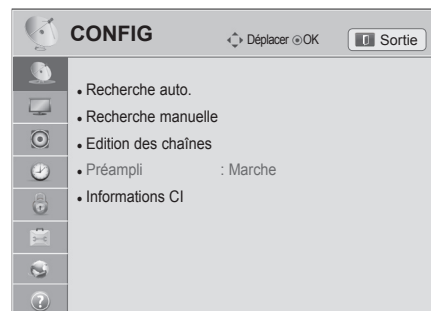 CONFIG Déplacer OK Sortie
• Recherche auto.
• Recherche manuelle
• Edition des chaînes
• Préampli : Marche
• Informations CI